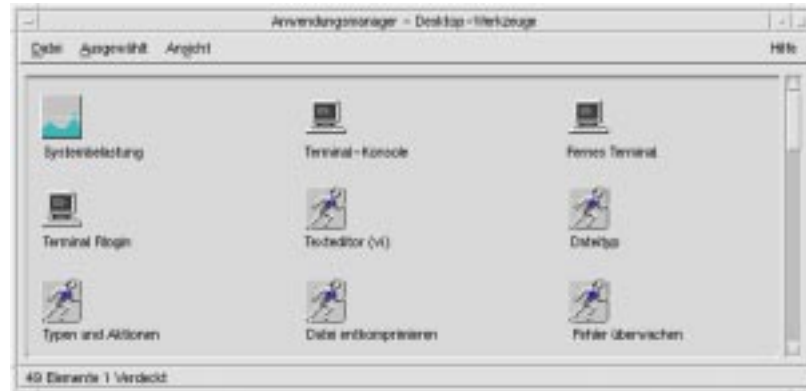 Anwendungsmanager - Desktop-Werkzeuge
Datei Ausgewählt Ansicht Hilfe
Systembelastung Terminal-Konsole Fernes Terminal
Terminal Rlogin Texteditor (vi) Dateityp
Typen und Aktionen Datei entkomprimieren Fehler überwachen
49 Elemente 1 Verdeckt